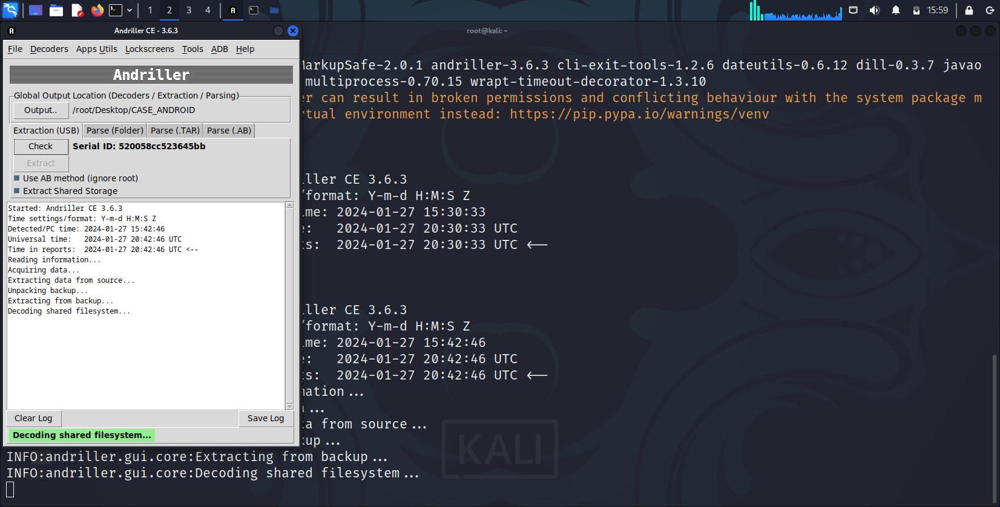 1 2 3 4
15:59
Andriller CE - 3.6.3
root@kali: ~
File Decoders Apps Utils Lockscreens Tools ADB Help
Andriller
Global Output Location (Decoders / Extraction / Parsing)
Output.. /root/Desktop/CASE_ANDROID
Extraction (USB) Parse (Folder) Parse (.TAR) Parse (.AB)
Check Serial ID: 520058cc523645bb
Extract
Use AB method (ignore root)
Extract Shared Storage
Started: Andriller CE 3.6.3
Time settings/format: Y-m-d H:M:S Z
Detected/PC time: 2024-01-27 15:42:46
Universal time: 2024-01-27 20:42:46 UTC
Time in reports: 2024-01-27 20:42:46 UTC <--
Reading information...
Acquiring data...
Extracting data from source...
Unpacking backup...
Extracting from backup...
Decoding shared filesystem...
Clear Log Save Log
Decoding shared filesystem...
MarkupSafe-2.0.1 andriller-3.6.3 cli-exit-tools-1.2.6 dateutils-0.6.12 dill-0.3.7 javao
multiprocess-0.70.15 wrapt-timeout-decorator-1.3.10
er can result in broken permissions and conflicting behaviour with the system package m
rtual environment instead: https://pip.pypa.io/warnings/venv
iller CE 3.6.3
/format: Y-m-d H:M:S Z
ime: 2024-01-27 15:30:33
e: 2024-01-27 20:30:33 UTC
ts: 2024-01-27 20:30:33 UTC <--
iller CE 3.6.3
/format: Y-m-d H:M:S Z
ime: 2024-01-27 15:42:46
e: 2024-01-27 20:42:46 UTC
ts: 2024-01-27 20:42:46 UTC <--
mation...
...
ta from source...
kup...
INFO:andriller.gui.core:Extracting from backup...
INFO:andriller.gui.core:Decoding shared filesystem...
KALI